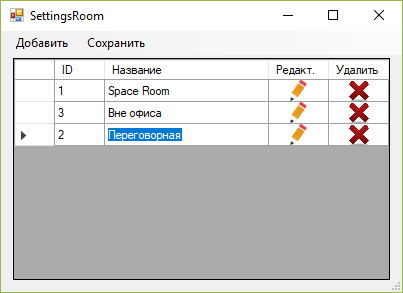 SettingsRoom
Добавить Сохранить
ID Название Редакт. Удалить
1 Space Room
3 Вне офиса
2 Переговорная